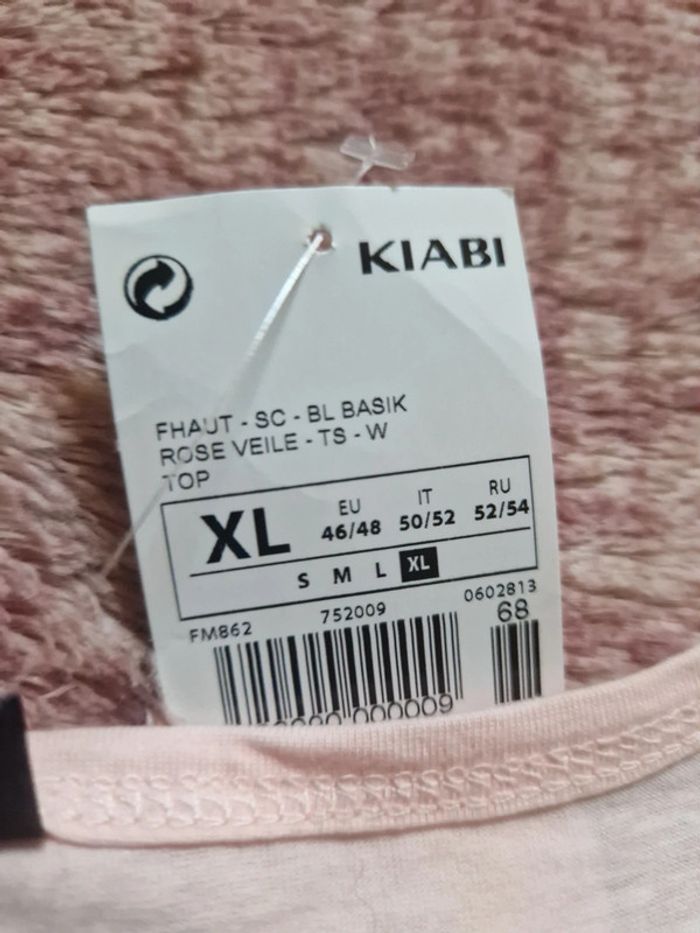 KIABI
FHAUT - SC - BL BASIK
ROSE VEILE - TS - W
TOP
XL
EU IT RU
46/48 50/52 52/54
S M L XL
FM862 752009 0602813
68
000009